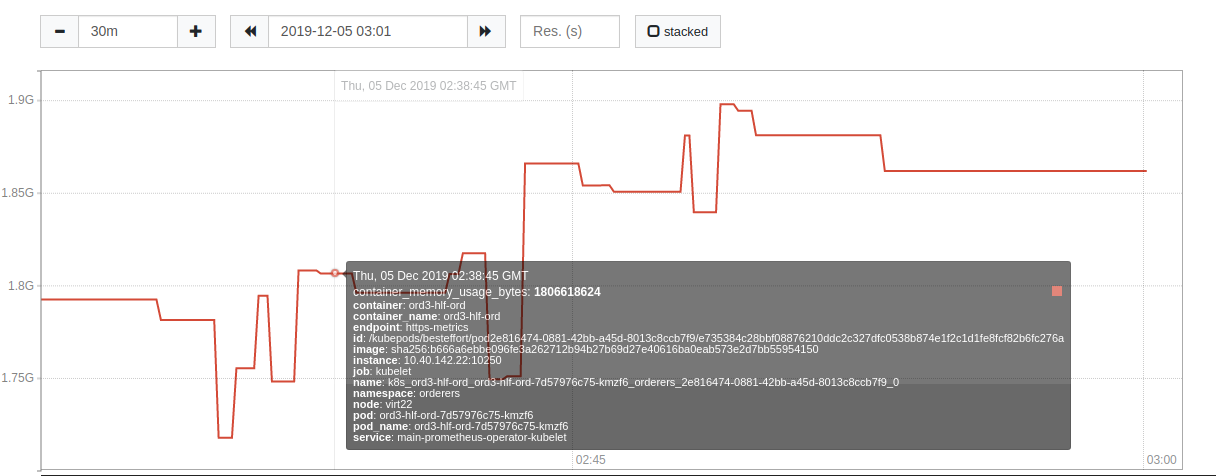 30m
2019-12-05 03:01
Res. (s)
stacked
Thu, 05 Dec 2019 02:38:45 GMT
1.9G
1.85G
1.8G
1.75G
Thu, 05 Dec 2019 02:38:45 GMT
container_memory_usage_bytes: 1806618624
container: ord3-hlf-ord
container_name: ord3-hlf-ord
endpoint: https-metrics
id: /kubepods/besteffort/pod2e816474-0881-42bb-a45d-8013c8ccb7f9/e735384c28bbf08876210ddc2c327dfc0538b874e1f2c1d1fe8fcf82b6fc276a
image: sha256:b666a6ebbe096fe3a262712b94b27b69d27e40616ba0eab573e2d7bb55954150
instance: 10.40.142.22:10250
job: kubelet
name: k8s_ord3-hlf-ord_ord3-hlf-ord-7d57976c75-kmzf6_orderers_2e816474-0881-42bb-a45d-8013c8ccb7f9_0
namespace: orderers
node: virt22
pod: ord3-hlf-ord-7d57976c75-kmzf6
pod_name: ord3-hlf-ord-7d57976c75-kmzf6
service: main-prometheus-operator-kubelet
02:45
03:00